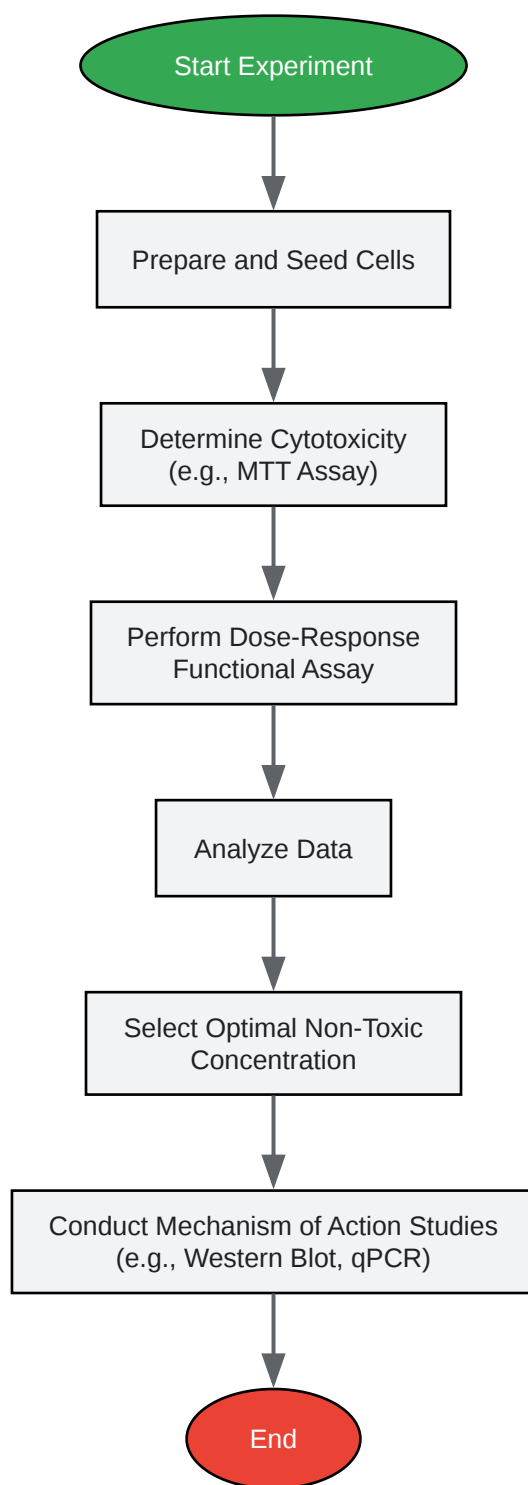 Start Experiment
Prepare and Seed Cells
Determine Cytotoxicity
(e.g., MTT Assay)
Perform Dose-Response
Functional Assay
Analyze Data
Select Optimal Non-Toxic
Concentration
Conduct Mechanism of Action Studies
(e.g., Western Blot, qPCR)
End